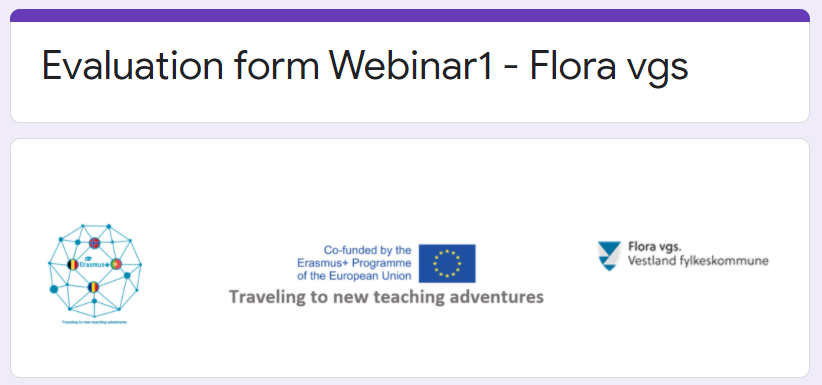 Evaluation form Webinar1 - Flora vgs
Erasmus+
Traveling to new teaching adventures
Co-funded by the
Erasmus+ Programme
of the European Union
Traveling to new teaching adventures
Flora vgs.
Vestland fylkeskommune